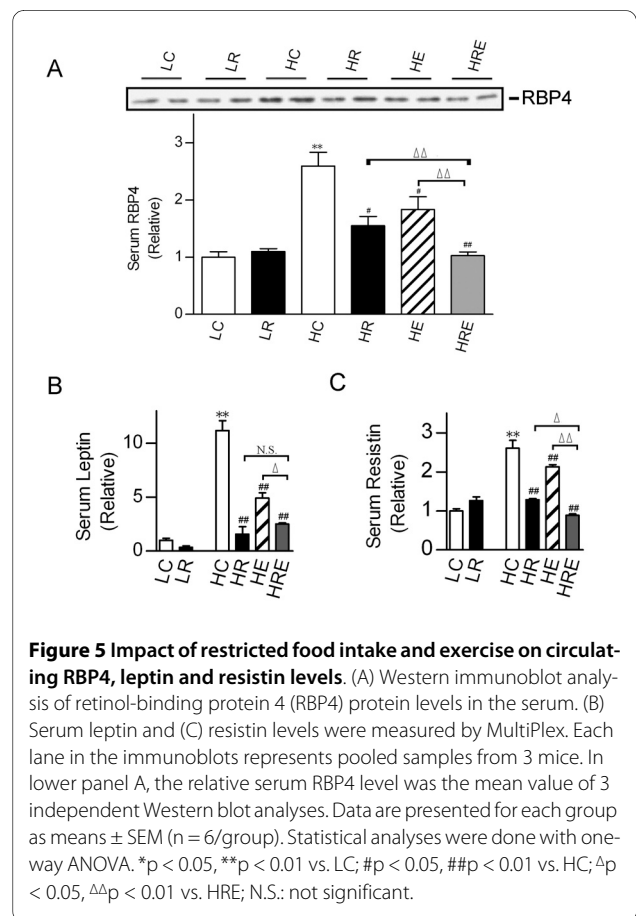 A
LC LR HC HR HE HRE
RBP4
Serum RBP4
(Relative)
3
2
1
0
**
#
#
##
ΔΔ
ΔΔ
LC LR HC HR HE HRE
B
Serum Leptin
(Relative)
10
5
0
**
##
##
##
N.S.
Δ
LC LR HC HR HE HRE
C
Serum Resistin
(Relative)
3
2
1
0
**
##
##
##
Δ
ΔΔ
LC LR HC HR HE HRE
Figure 5 Impact of restricted food intake and exercise on circulat-
ing RBP4, leptin and resistin levels. (A) Western immunoblot analy-
sis of retinol-binding protein 4 (RBP4) protein levels in the serum. (B)
Serum leptin and (C) resistin levels were measured by MultiPlex. Each
lane in the immunoblots represents pooled samples from 3 mice. In
lower panel A, the relative serum RBP4 level was the mean value of 3
independent Western blot analyses. Data are presented for each group
as means ± SEM (n = 6/group). Statistical analyses were done with one-
way ANOVA. *p < 0.05, **p < 0.01 vs. LC; #p < 0.05, ##p < 0.01 vs. HC; Δp
< 0.05, ΔΔp < 0.01 vs. HRE; N.S.: not significant.